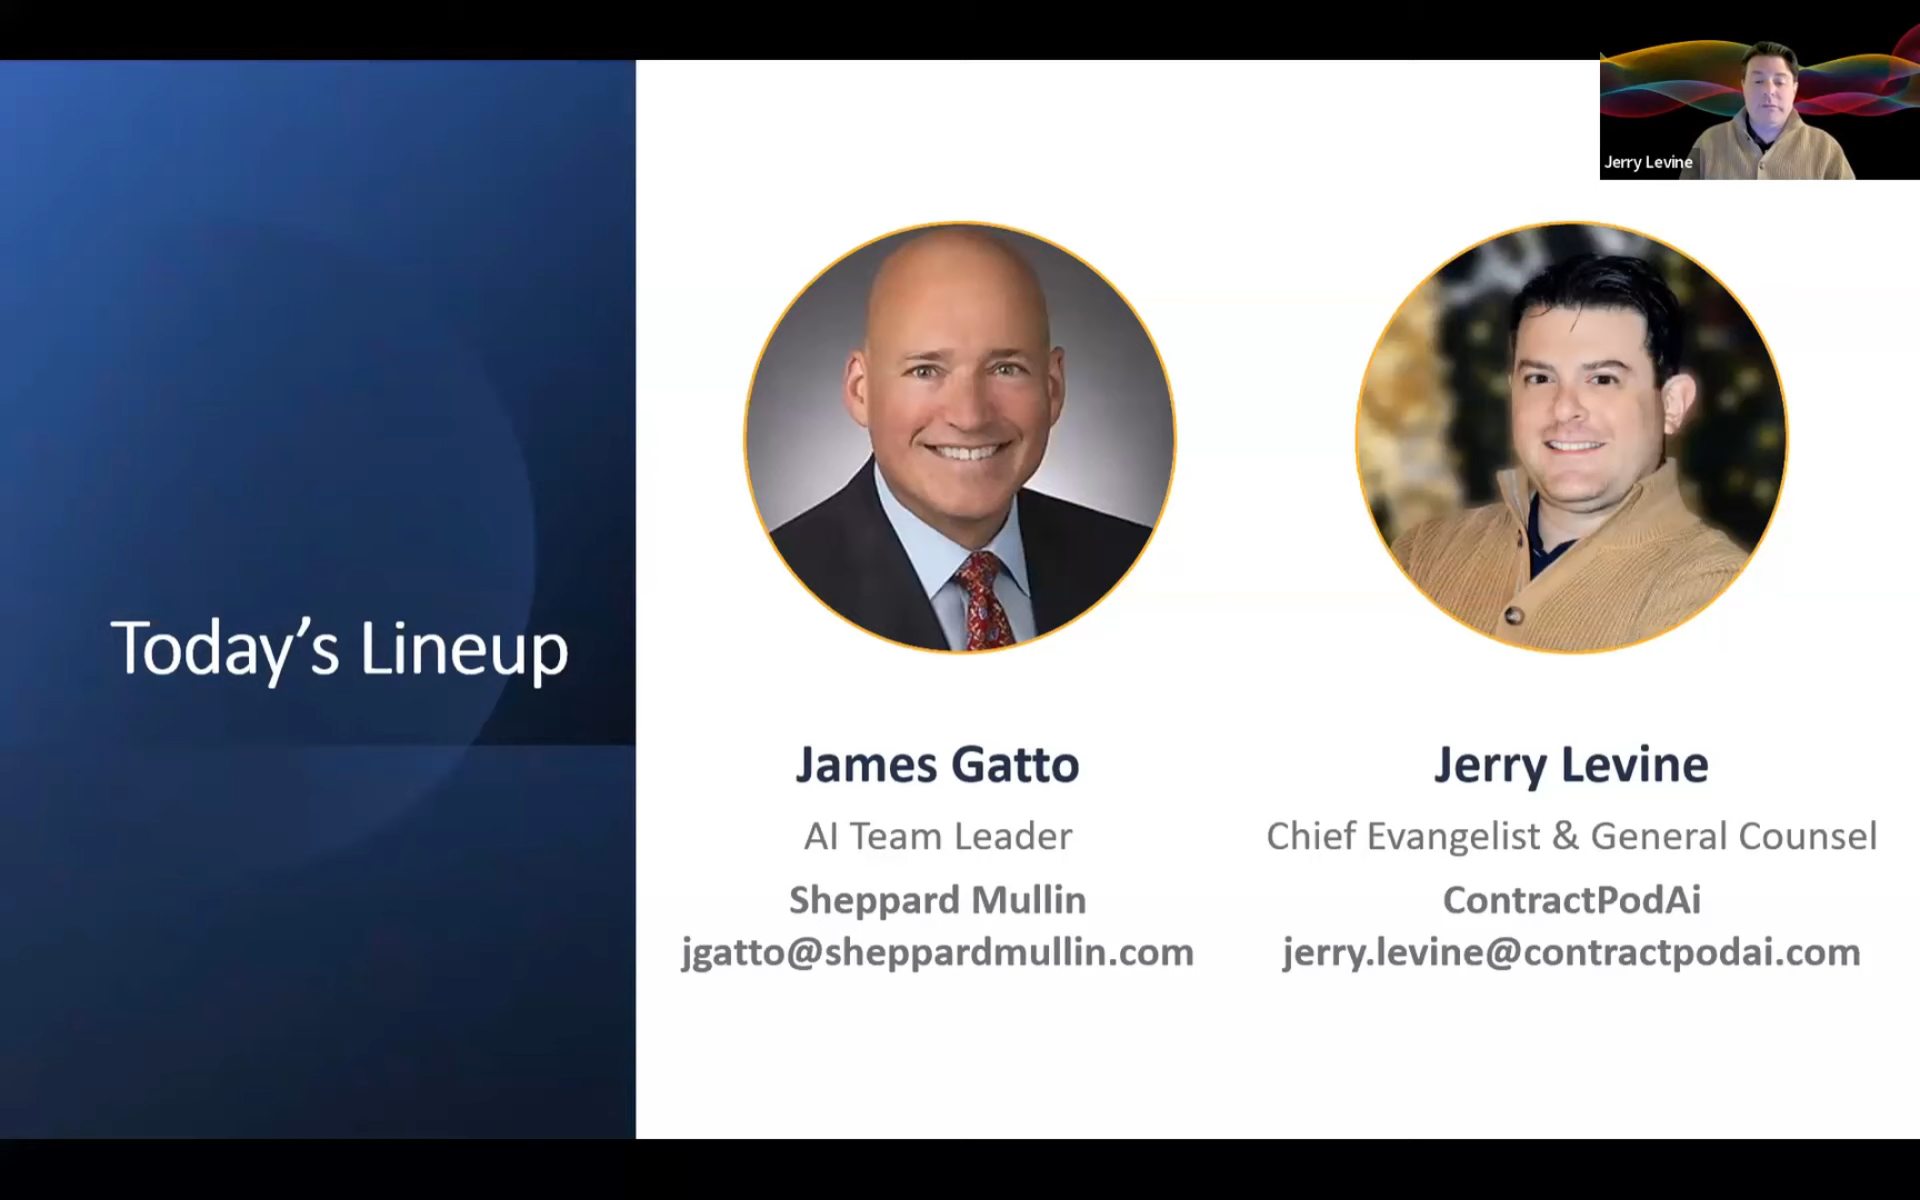 Jerry Levine
Today's Lineup
James Gatto
AI Team Leader
Sheppard Mullin
jgatto@sheppardmullin.com
Jerry Levine
Chief Evangelist & General Counsel
ContractPodAi
jerry.levine@contractpodai.com